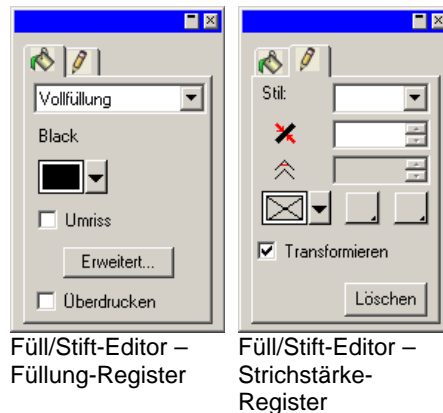 Vollfüllung
Black
Umriss
Erweitert...
Überdrucken
Füll/Stift-Editor –
Füllung-Register
Stil:
Transformieren
Löschen
Füll/Stift-Editor –
Strichstärke-
Register